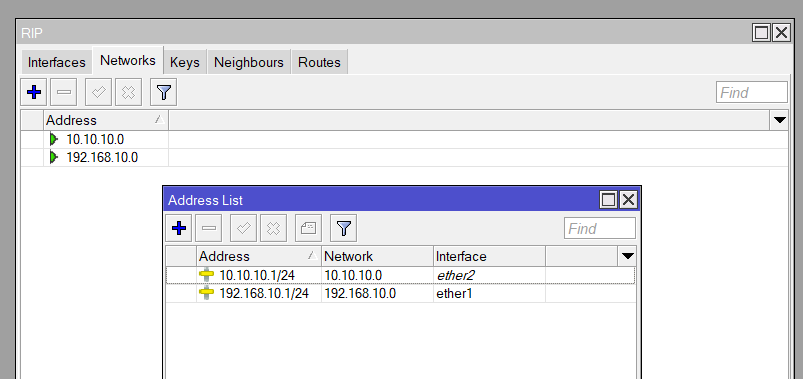 RIP
Interfaces Networks Keys Neighbours Routes
Find
Address
10.10.10.0
192.168.10.0
Address List
Find
Address Network Interface
10.10.10.1/24 10.10.10.0 ether2
192.168.10.1/24 192.168.10.0 ether1